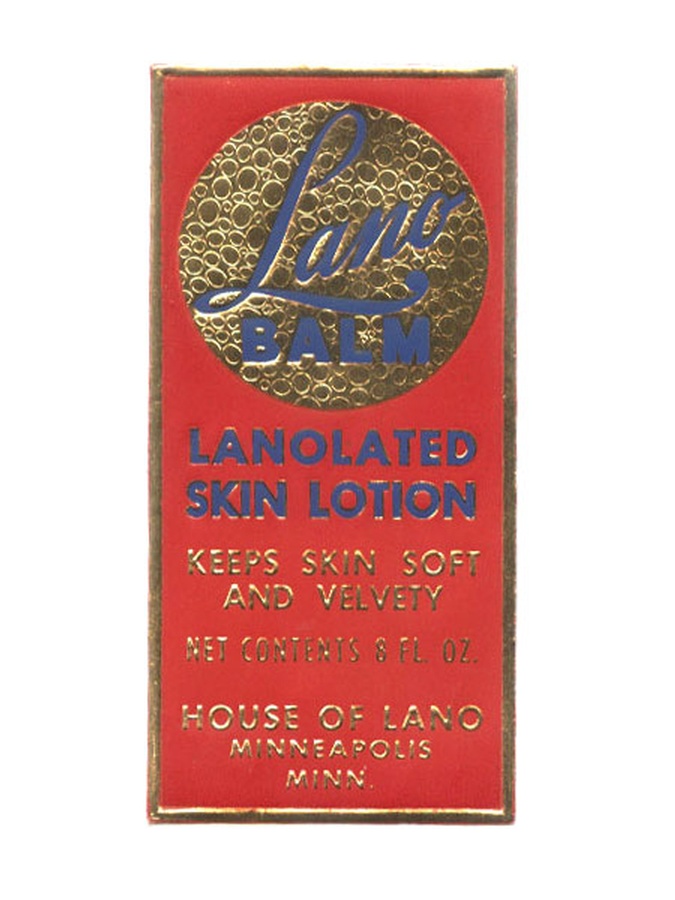 Lano
BALM
LANOLATED
SKIN LOTION
KEEPS SKIN SOFT
AND VELVETY
NET CONTENTS 8 FL. OZ.
HOUSE OF LANO
MINNEAPOLIS
MINN.